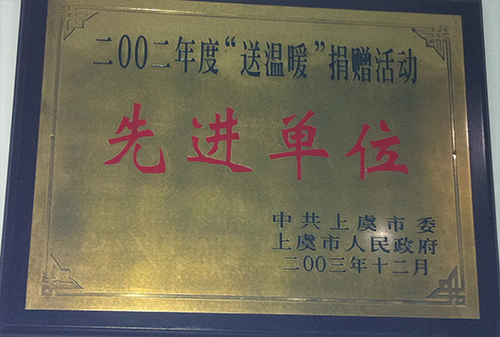 二00二年度“送温暖”捐赠活动
先进单位
中共上虞市委
上虞市人民政府
二00三年十二月